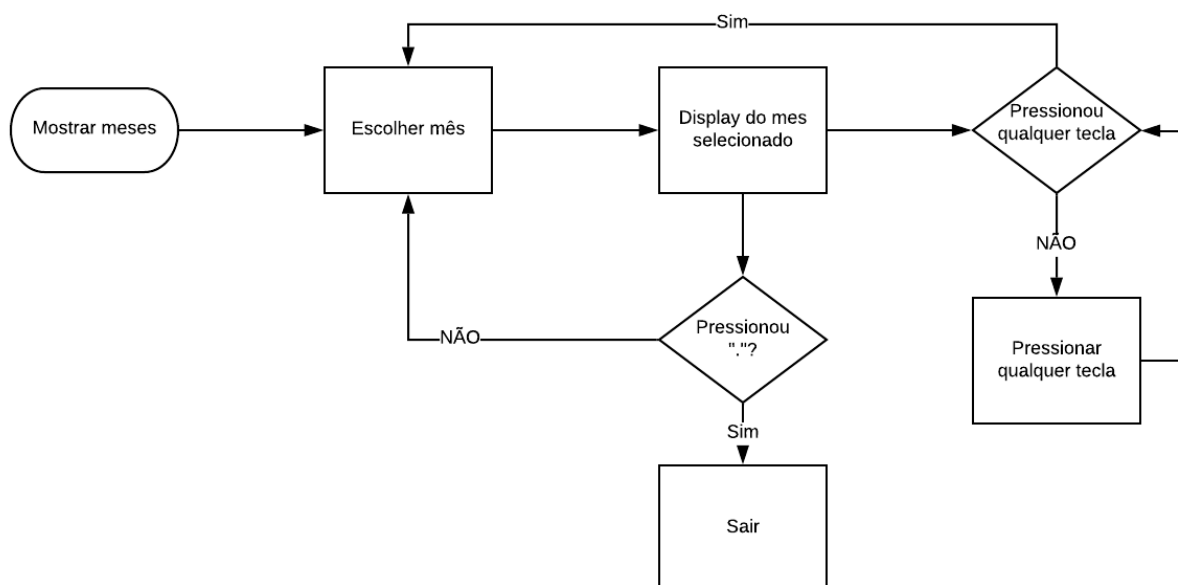 Sim
Mostrar meses
Escolher mês
Display do mes
selecionado
Pressionou
qualquer tecla
NÃO
Pressionar
qualquer tecla
Pressionou
"."?
NÃO
Sim
Sair